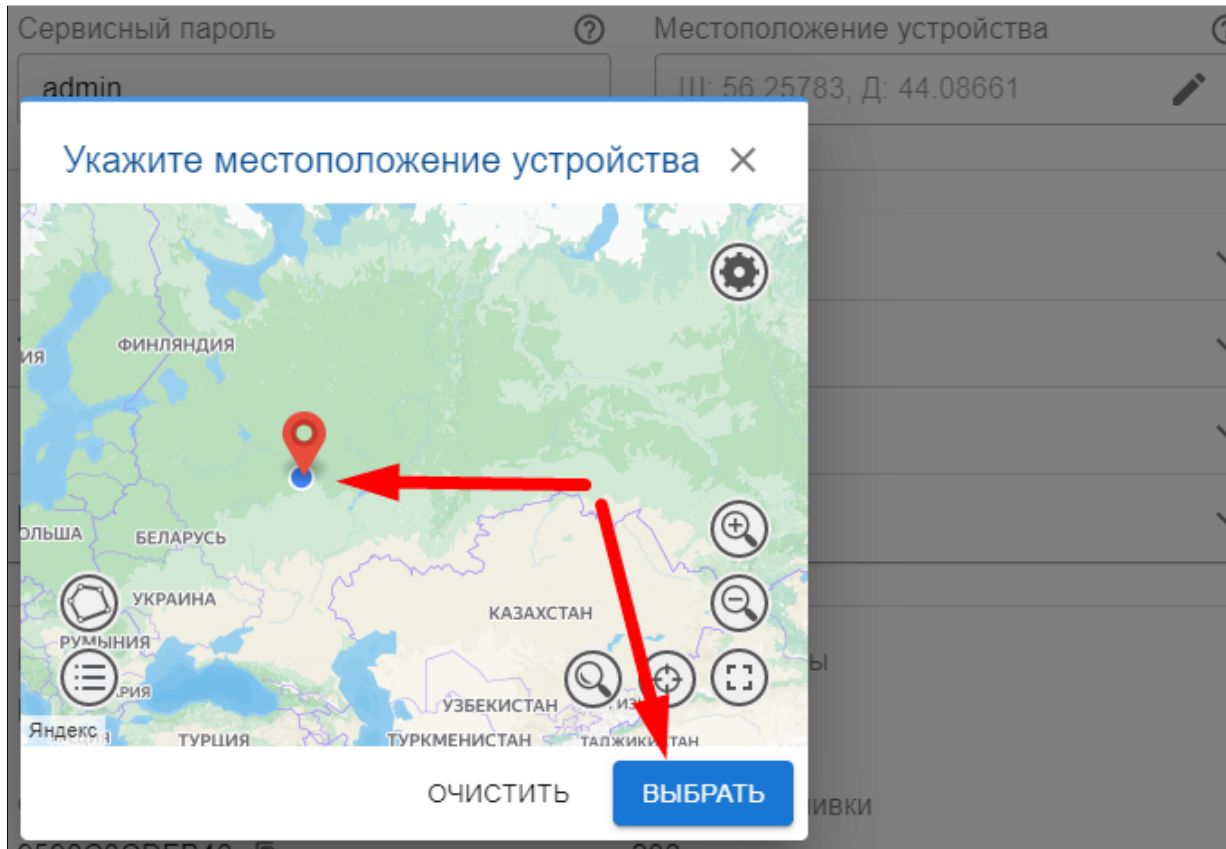 Сервисный пароль
Местоположение устройства
admin
Ш: 56.25783, Д: 44.08661
Укажите местоположение устройства
ФИНЛЯНДИЯ
БЕЛАРУСЬ
УКРАИНА
КАЗАХСТАН
РУМЫНИЯ
УЗБЕКИСТАН
Яндекс
ТУРЦИЯ
ТУРКМЕНИСТАН
ТАДЖИКИСТАН
ОЧИСТИТЬ
ВЫБРАТЬ